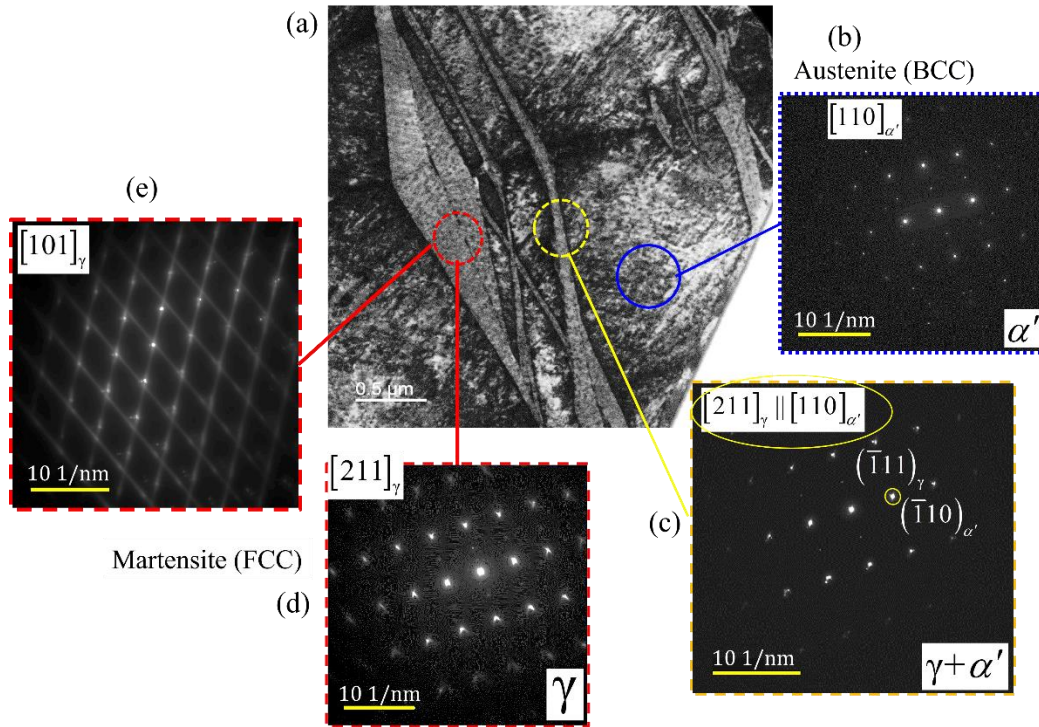 (a)
0.5 μm
(b)
Austenite (BCC)
[110]α′
10 1/nm
α′
(e)
[101]γ
10 1/nm
[211]γ || [110]α′
(1̅11)γ
(1̅10)α′
(c)
10 1/nm
γ+α′
Martensite (FCC)
(d)
[211]γ
10 1/nm
γ